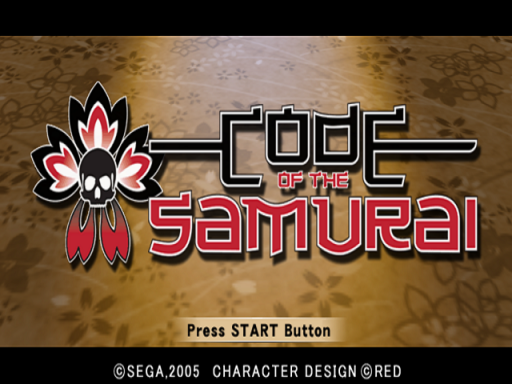 CODE
OF THE
SAMURAI
Press START Button
©SEGA,2005 CHARACTER DESIGN ©RED